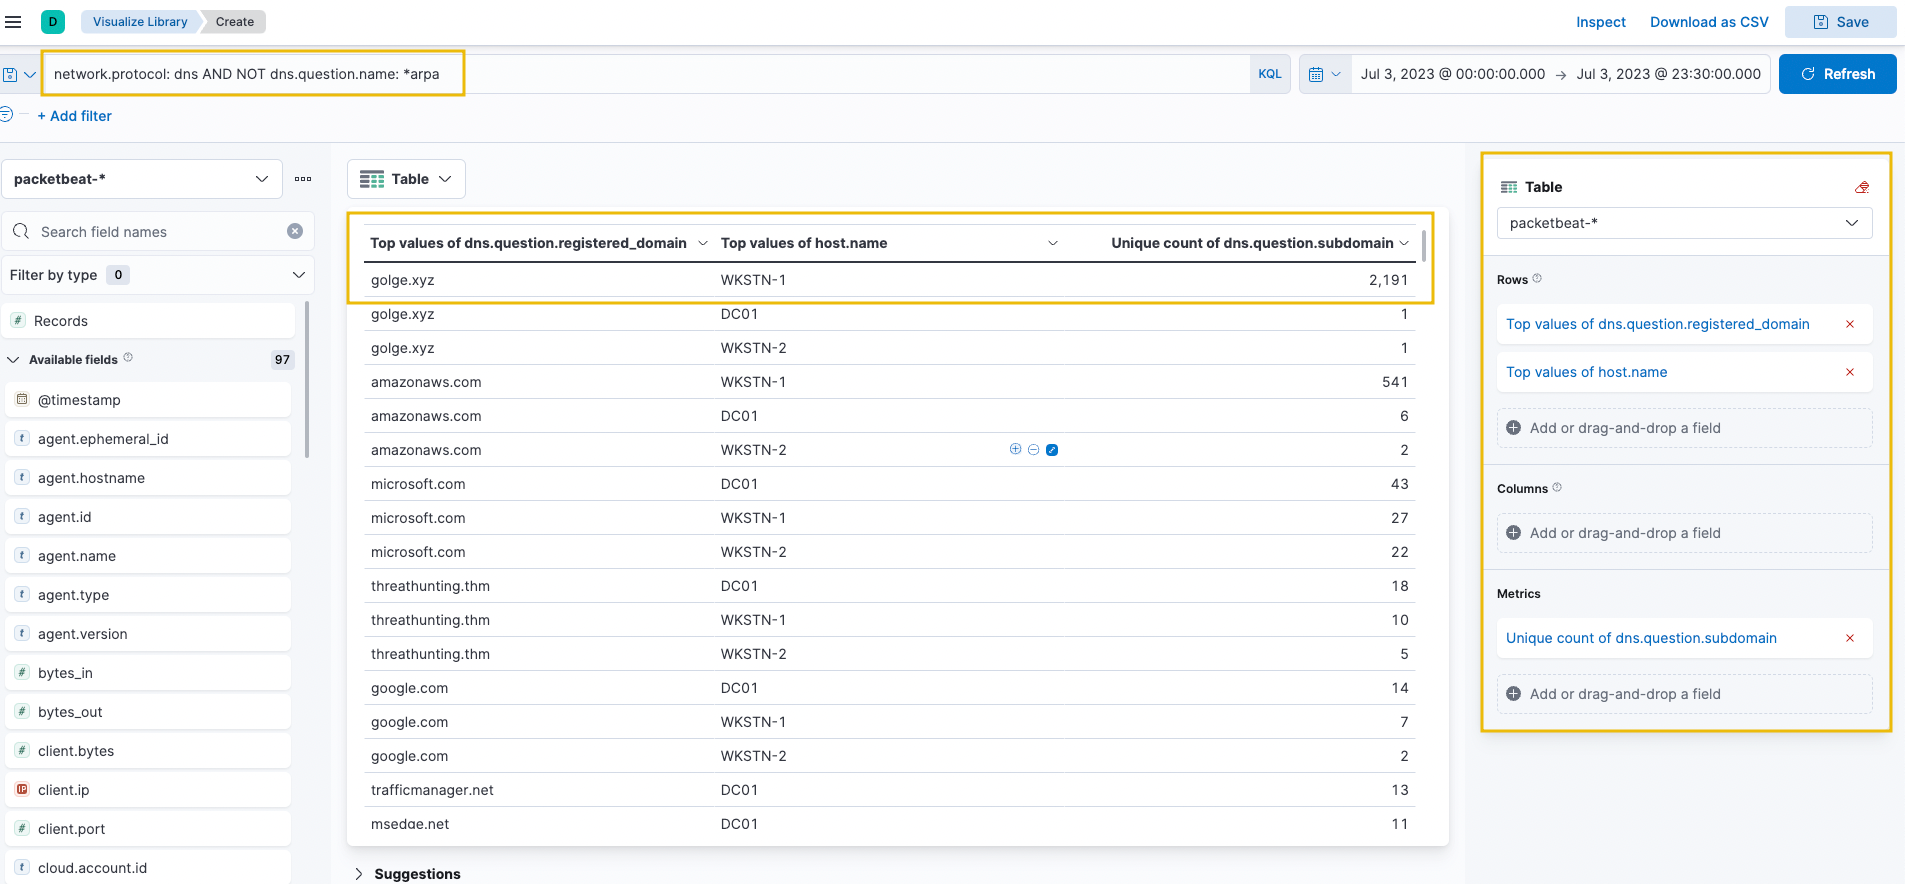 D
Visualize Library
Create
Inspect
Download as CSV
Save
network.protocol: dns AND NOT dns.question.name: *arpa
KQL
Jul 3, 2023 @ 00:00:00.000 → Jul 3, 2023 @ 23:30:00.000
Refresh
+ Add filter
packetbeat-*
Search field names
Filter by type 0
# Records
Available fields 97
@timestamp
t agent.ephemeral_id
t agent.hostname
t agent.id
t agent.name
t agent.type
t agent.version
# bytes_in
# bytes_out
# client.bytes
IP client.ip
# client.port
t cloud.account.id
Table
Top values of dns.question.registered_domain Top values of host.name Unique count of dns.question.subdomain
golge.xyz WKSTN-1 2,191
golge.xyz DC01 1
golge.xyz WKSTN-2 1
amazonaws.com WKSTN-1 541
amazonaws.com DC01 6
amazonaws.com WKSTN-2 2
microsoft.com DC01 43
microsoft.com WKSTN-1 27
microsoft.com WKSTN-2 22
threathunting.thm DC01 18
threathunting.thm WKSTN-1 10
threathunting.thm WKSTN-2 5
google.com DC01 14
google.com WKSTN-1 7
google.com WKSTN-2 2
trafficmanager.net DC01 13
msedge.net DC01 11
Suggestions
Table
packetbeat-*
Rows
Top values of dns.question.registered_domain
Top values of host.name
Add or drag-and-drop a field
Columns
Add or drag-and-drop a field
Metrics
Unique count of dns.question.subdomain
Add or drag-and-drop a field